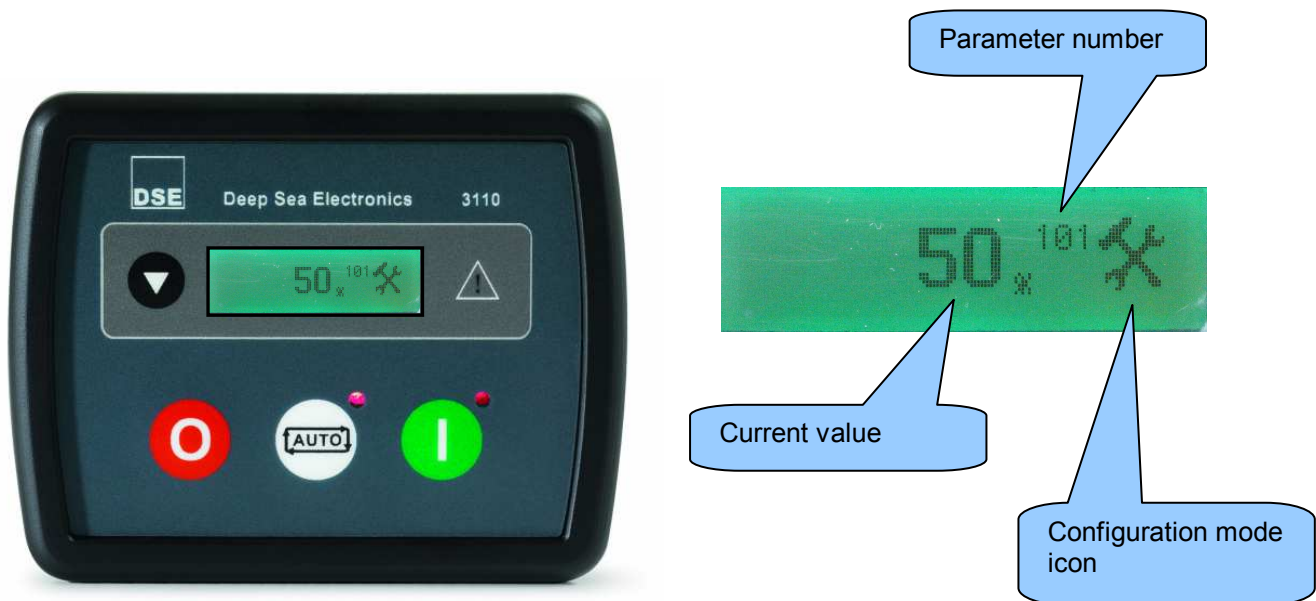 Parameter number
DSE
Deep Sea Electronics 3110
50 % 101
O AUTO I
50 % 101
Current value
Configuration mode
icon